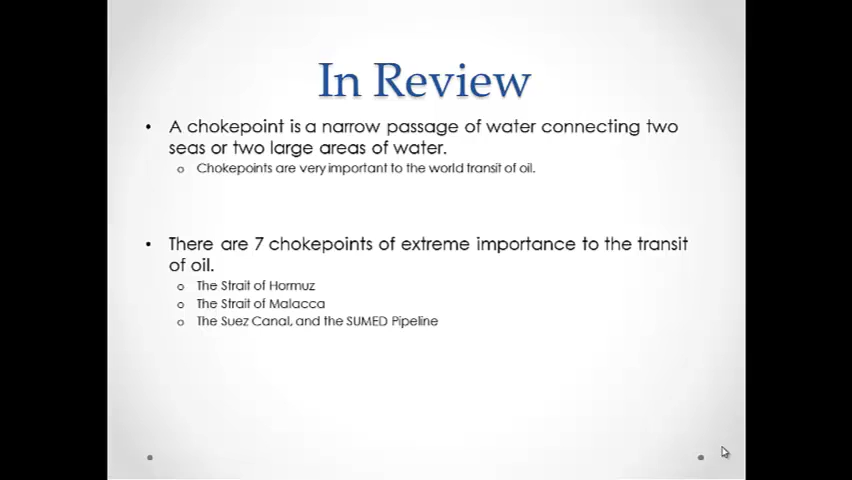 In Review
• A chokepoint is a narrow passage of water connecting two
seas or two large areas of water.
o Chokepoints are very important to the world transit of oil.
• There are 7 chokepoints of extreme importance to the transit
of oil.
o The Strait of Hormuz
o The Strait of Malacca
o The Suez Canal, and the SUMED Pipeline